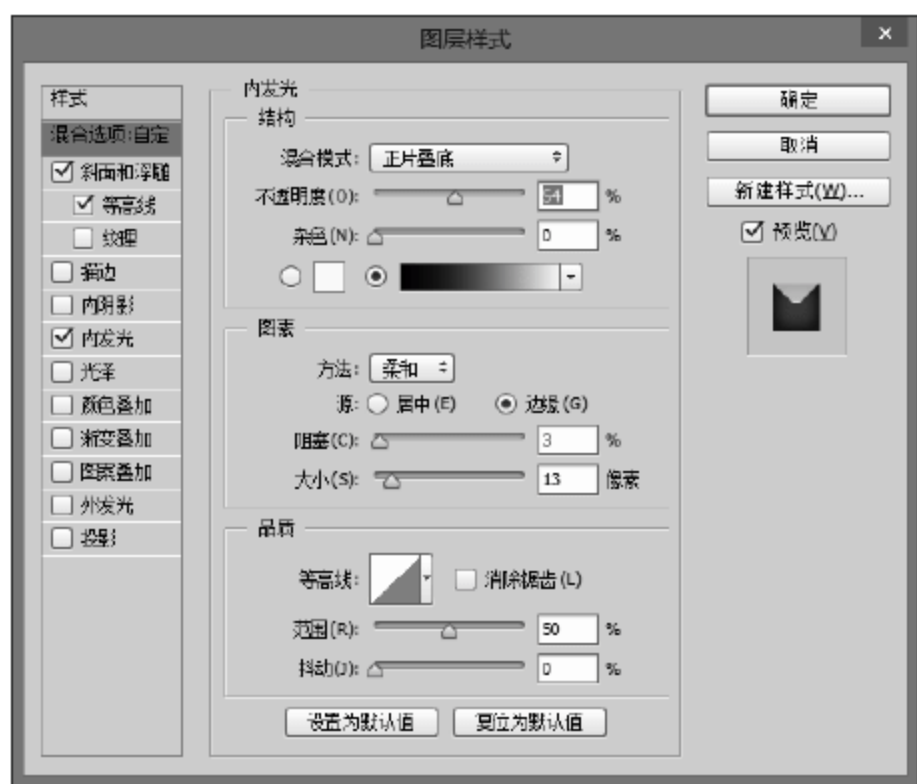 图层样式
样式
混合选项:自定
斜面和浮雕
等高线
纹理
描边
内阴影
内发光
光泽
颜色叠加
渐变叠加
图案叠加
外发光
投影
内发光
结构
混合模式: 正片叠底
不透明度(O): 54 %
杂色(N): 0 %
图素
方法: 柔和
源: 居中(E) 边缘(G)
阻塞(C): 3 %
大小(S): 13 像素
品质
等高线: 消除锯齿(L)
范围(R): 50 %
抖动(J): 0 %
设置为默认值 复位为默认值
确定
取消
新建样式(W)...
预览(V)